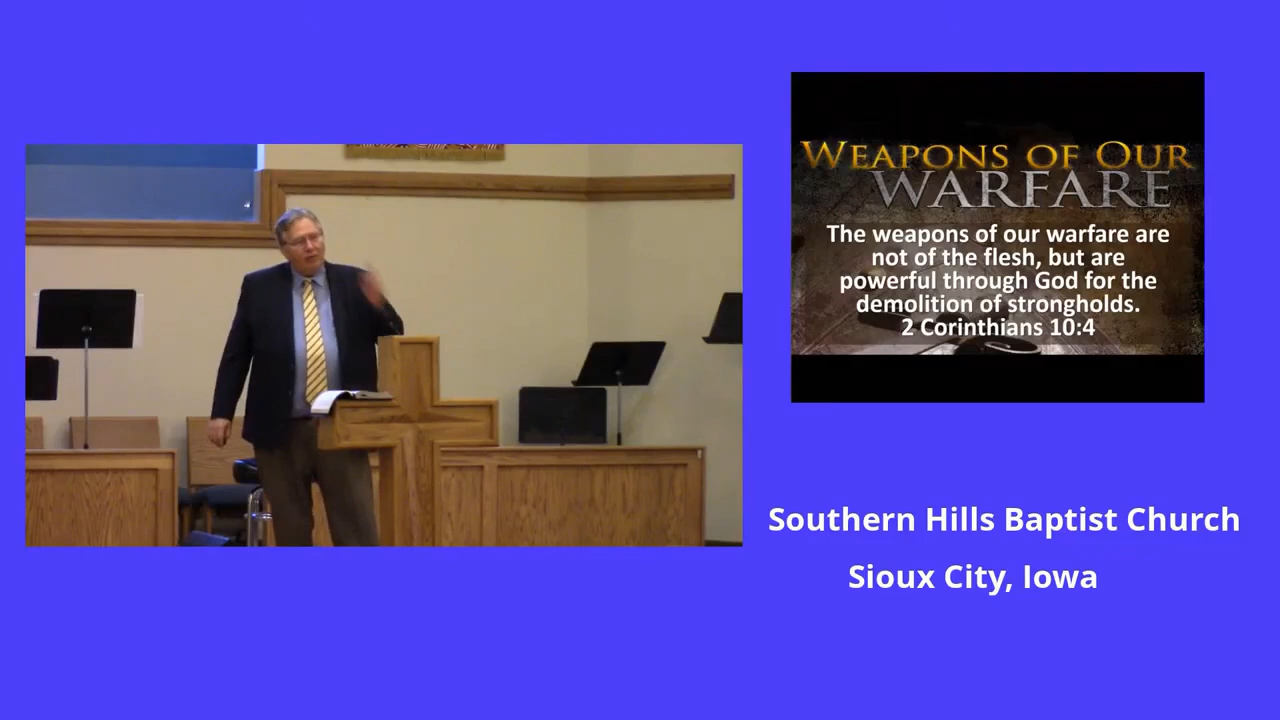 WEAPONS OF OUR
WARFARE
The weapons of our warfare are
not of the flesh, but are
powerful through God for the
demolition of strongholds.
2 Corinthians 10:4
Southern Hills Baptist Church
Sioux City, Iowa